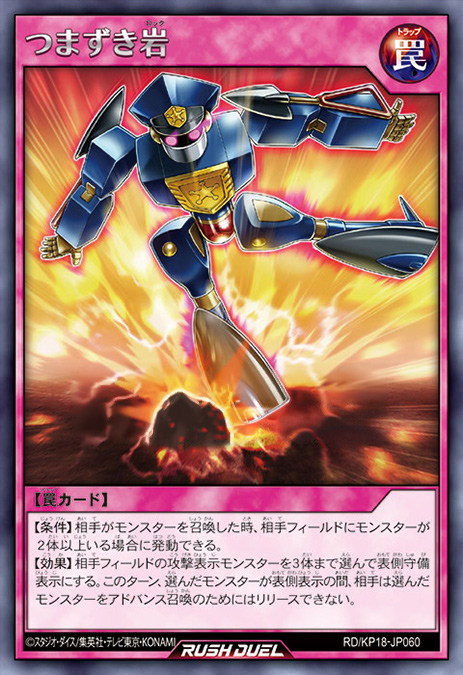 つまずき岩
トラップ
罠
【罠カード】
【条件】相手がモンスターを召喚した時、相手フィールドにモンスターが
2体以上いる場合に発動できる。
【効果】相手フィールドの攻撃表示モンスターを3体まで選んで表側守備
表示にする。このターン、選んだモンスターが表側表示の間、相手は選んだ
モンスターをアドバンス召喚のためにはリリースできない。
©スタジオ・ダイス/集英社・テレビ東京・KONAMI
RUSH DUEL
RD/KP18-JP060